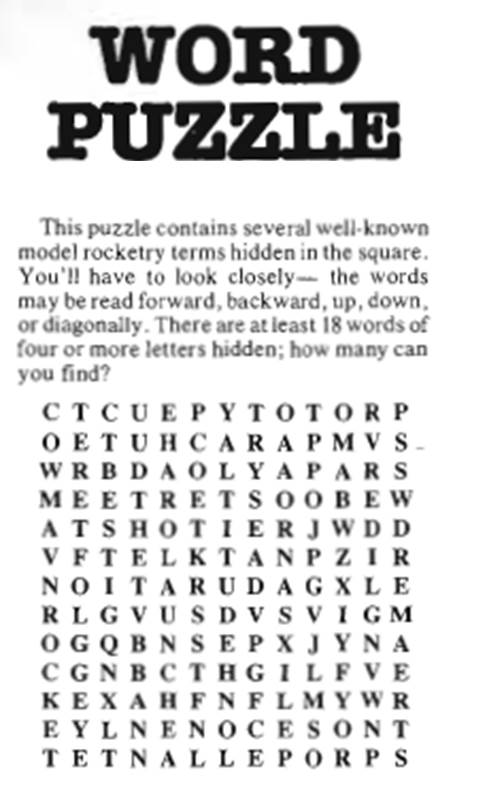 WORD
PUZZLE
This puzzle contains several well-known
model rocketry terms hidden in the square.
You'll have to look closely— the words
may be read forward, backward, up, down,
or diagonally. There are at least 18 words of
four or more letters hidden; how many can
you find?
C T C U E P Y T O T O R P
O E T U H C A R A P M V S
W R B D A O L Y A P A R S
M E E T R E T S O O B E W
A T S H O T I E R J W D D
V F T E L K T A N P Z I R
N O I T A R U D A G X L E
R L G V U S D V S V I G M
O G Q B N S E P X J Y N A
C G N B C T H G I L F V E
K E X A H F N F L M Y W R
E Y L N E N O C E S O N T
T E T N A L L E P O R P S